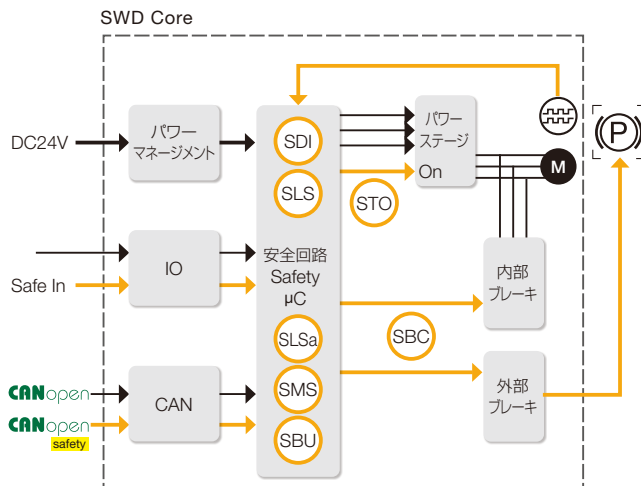 SWD Core
DC24V
パワー
マネージメント
SDI
SLS
パワー
ステージ
On
STO
M
P
Safe In
IO
安全回路
Safety
μC
内部
ブレーキ
SBC
SLSa
SMS
SBU
外部
ブレーキ
CANopen
CANopen
safety
CAN